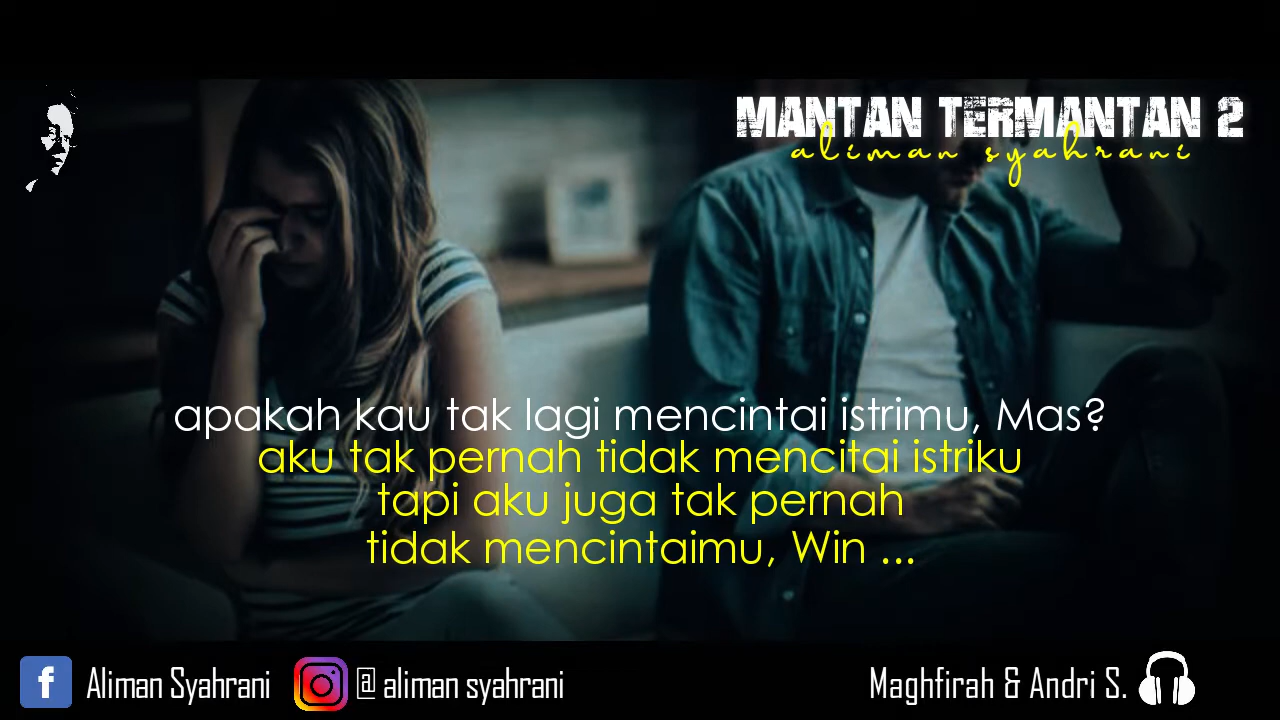 MANTAN TERMANTAN 2
aliman syahrani
apakah kau tak lagi mencintai istrimu, Mas?
aku tak pernah tidak mencitai istriku
tapi aku juga tak pernah
tidak mencintaimu, Win ...
f Aliman Syahrani @ aliman syahrani Maghfirah & Andri S.